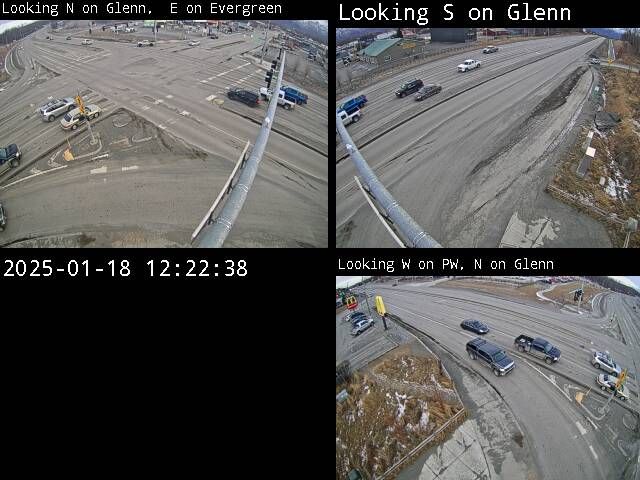 Looking N on Glenn,  E on Evergreen
Looking S on Glenn
2025-01-18 12:22:38
Looking W on PW, N on Glenn